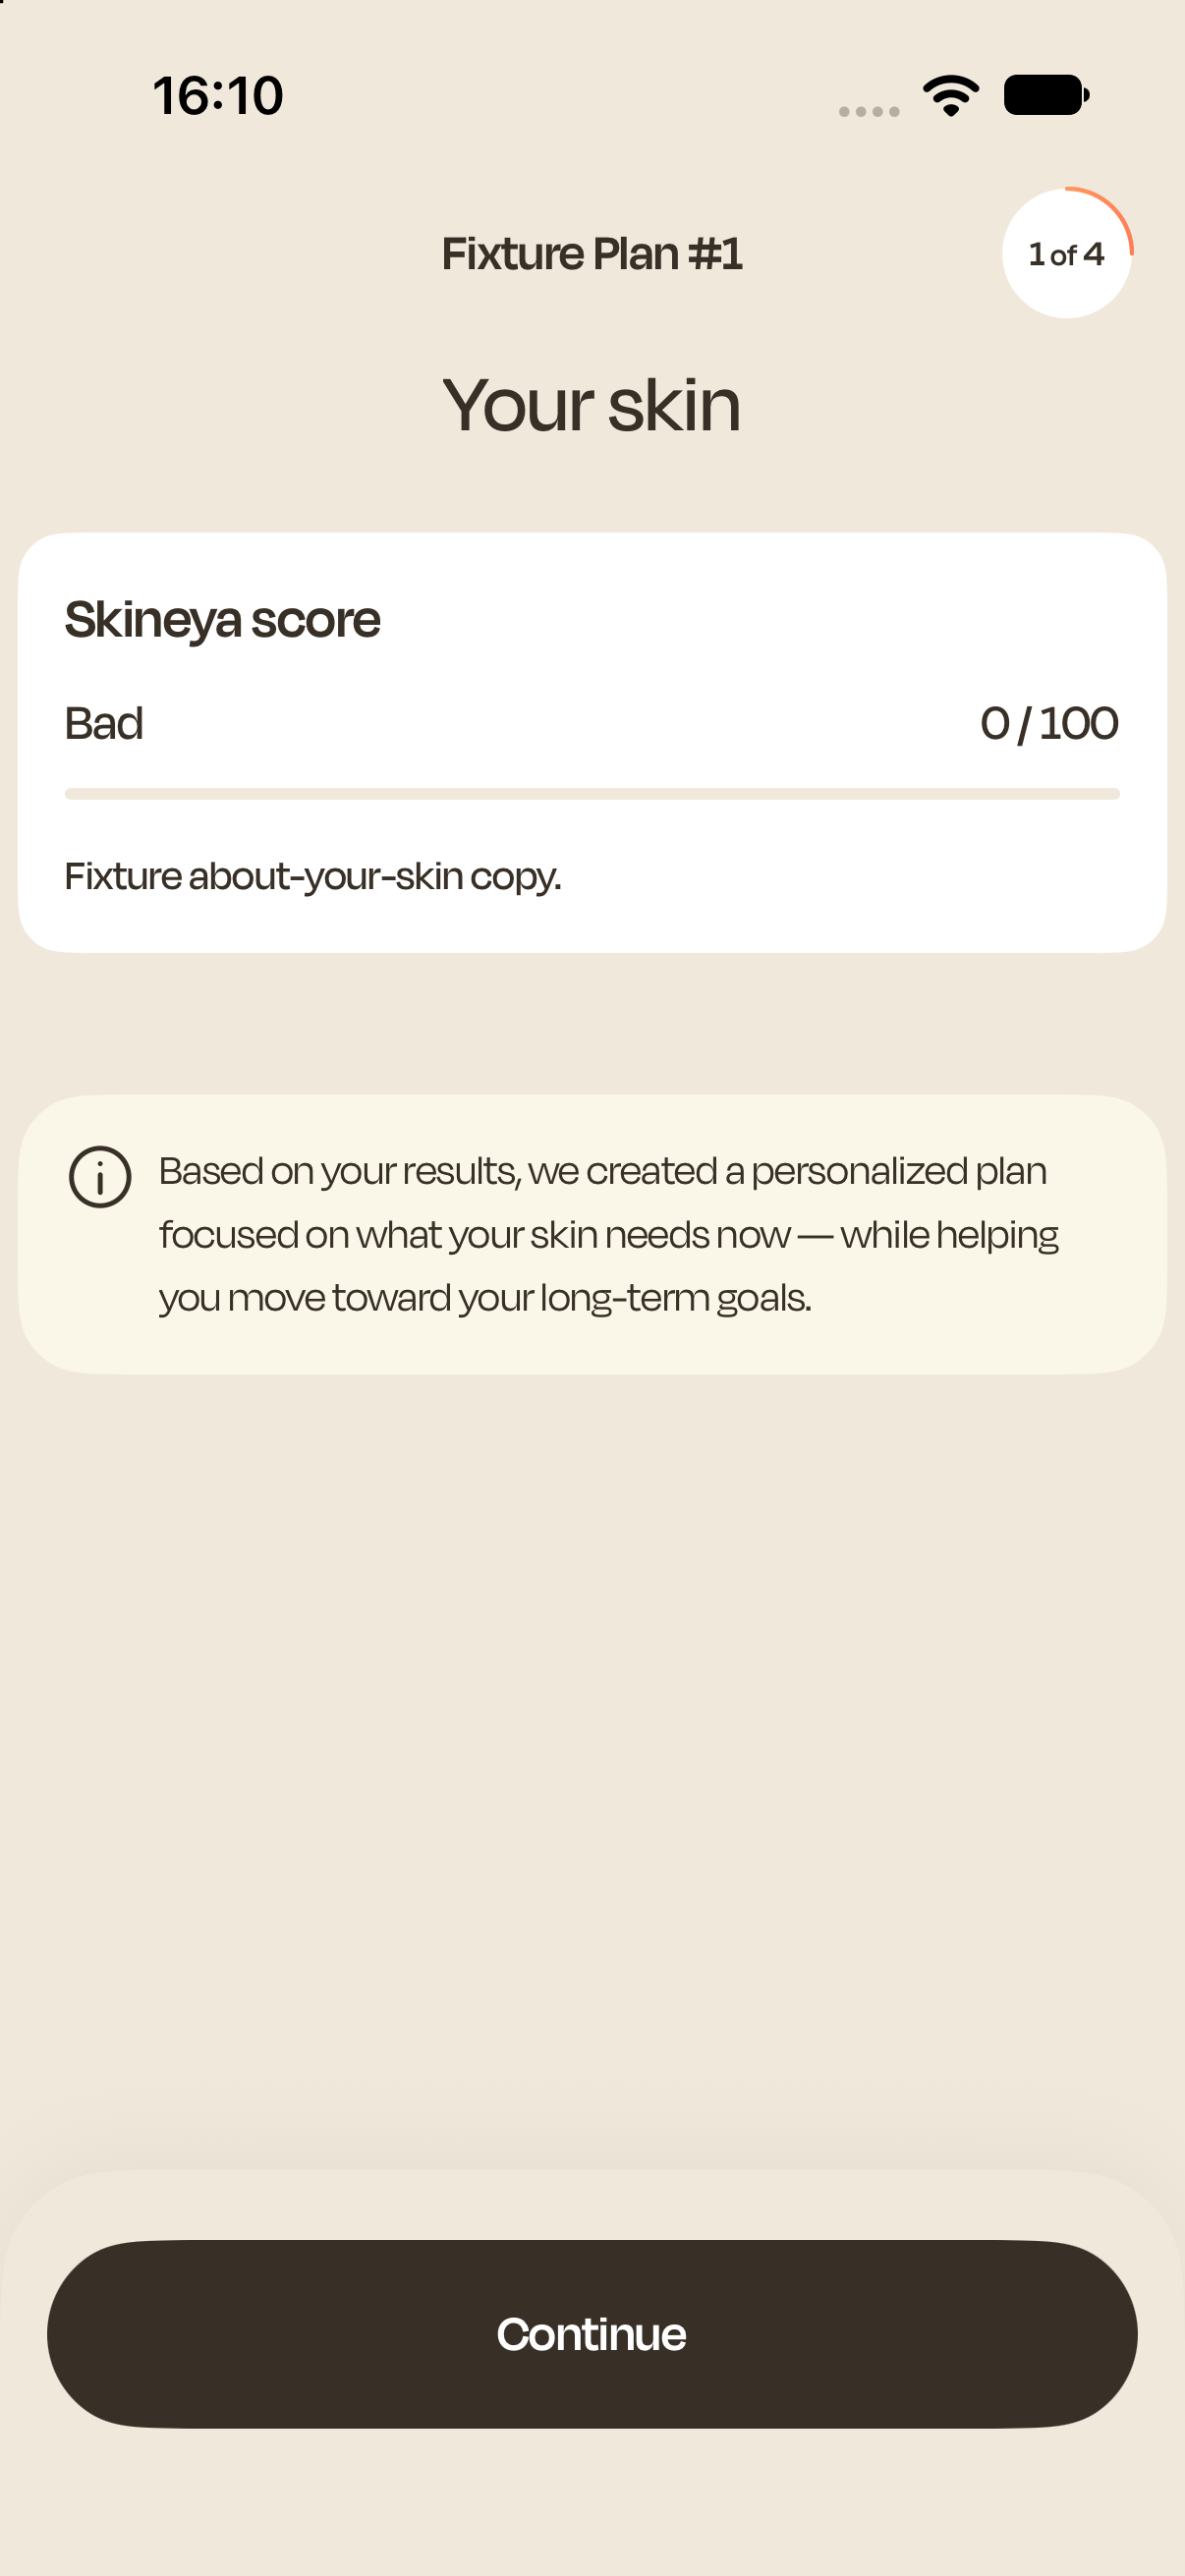 16:10
Fixture Plan #1
1 of 4
Your skin
Skineya score
Bad
0 / 100
Fixture about-your-skin copy.
Based on your results, we created a personalized plan
focused on what your skin needs now — while helping
you move toward your long-term goals.
Continue